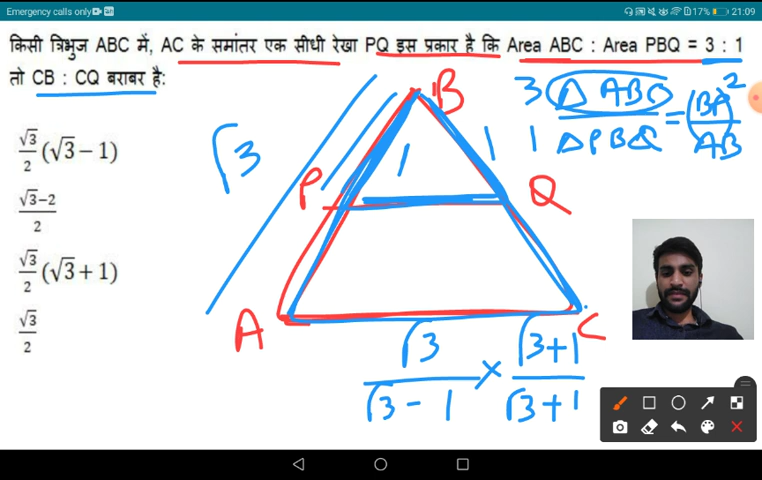 Emergency calls only 17% 21:09
किसी त्रिभुज ABC में, AC के समांतर एक सीधी रेखा PQ इस प्रकार है कि Area ABC : Area PBQ = 3 : 1
तो CB : CQ बराबर है:
√3/2 (√3 − 1)
√3−2/2
√3/2 (√3 + 1)
√3/2
B
P
Q
A
C
√3
1
1
3 △ABC
1 △PBQ
= (BA/AB)²
√3/√3 − 1 × √3+1/√3+1